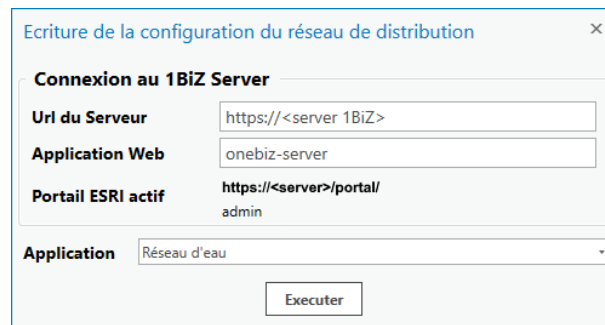 Ecriture de la configuration du réseau de distribution
Connexion au 1BiZ Server
Url du Serveur https://<server 1BiZ>
Application Web onebiz-server
Portail ESRI actif https://<server>/portal/
admin
Application Réseau d'eau
Executer